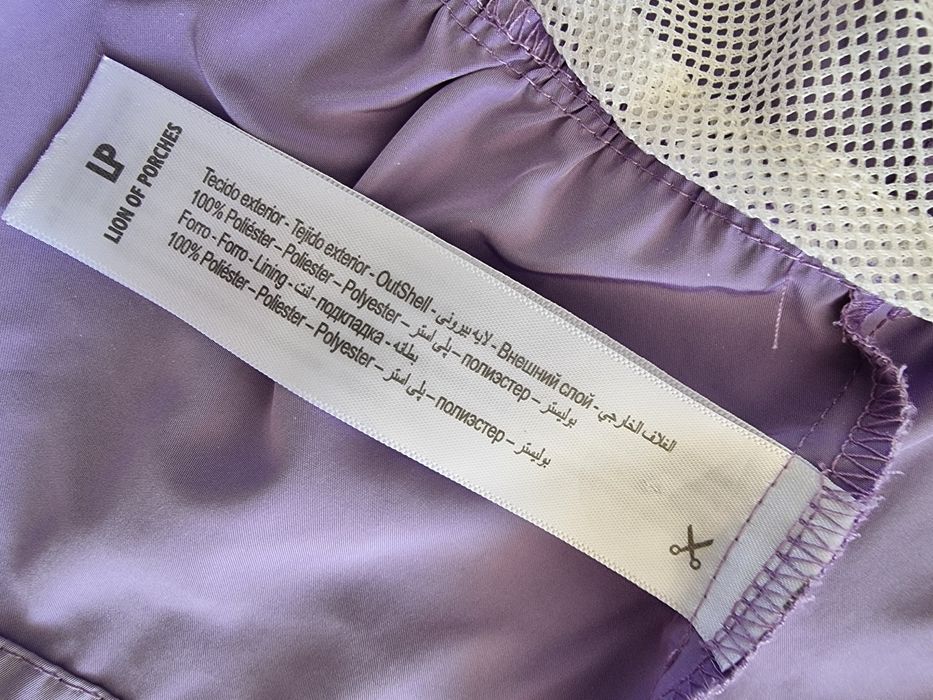 LP
LION OF PORCHES
Tecido exterior - Tejido exterior - OutShell - لایه بیرونی - Внешний слой - الغلاف الخارجي
100% Poliéster – Poliester – Polyester – پلی استر – полиэстер – بوليستر
Forro - Forro - Lining - لنت - подкладка - بطانه
100% Poliéster – Poliester – Polyester – پلی استر – полиэстер – بوليستر